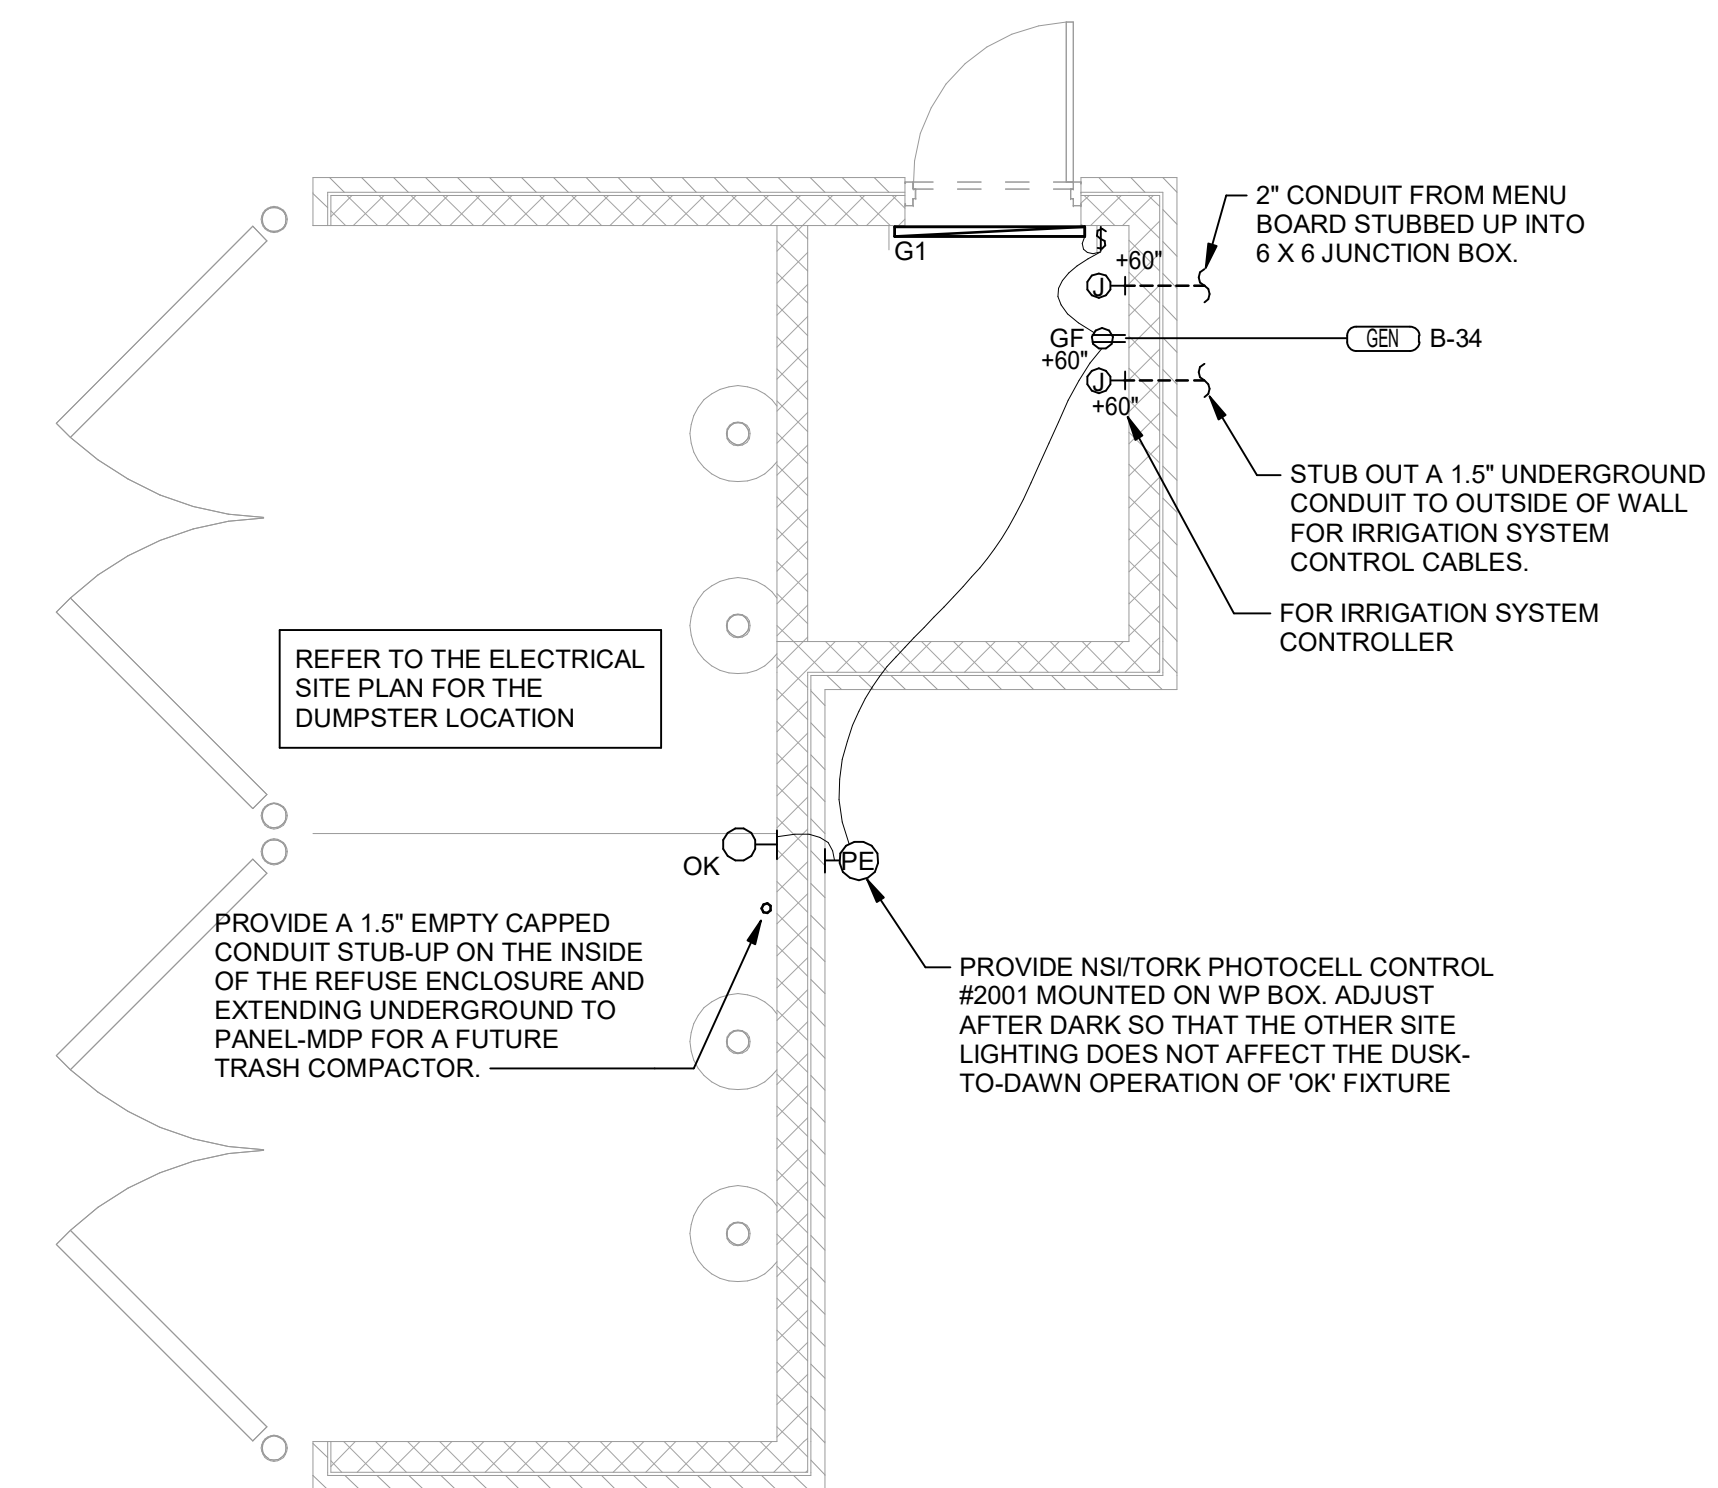 2" CONDUIT FROM MENU
BOARD STUBBED UP INTO
6 X 6 JUNCTION BOX.
G1
$
+60"
J
GF
GEN
B-34
+60"
J
+60"
STUB OUT A 1.5" UNDERGROUND
CONDUIT TO OUTSIDE OF WALL
FOR IRRIGATION SYSTEM
CONTROL CABLES.
FOR IRRIGATION SYSTEM
CONTROLLER
REFER TO THE ELECTRICAL
SITE PLAN FOR THE
DUMPSTER LOCATION
OK
PE
PROVIDE A 1.5" EMPTY CAPPED
CONDUIT STUB-UP ON THE INSIDE
OF THE REFUSE ENCLOSURE AND
EXTENDING UNDERGROUND TO
PANEL-MDP FOR A FUTURE
TRASH COMPACTOR.
PROVIDE NSI/TORK PHOTOCELL CONTROL
#2001 MOUNTED ON WP BOX. ADJUST
AFTER DARK SO THAT THE OTHER SITE
LIGHTING DOES NOT AFFECT THE DUSK-
TO-DAWN OPERATION OF 'OK' FIXTURE